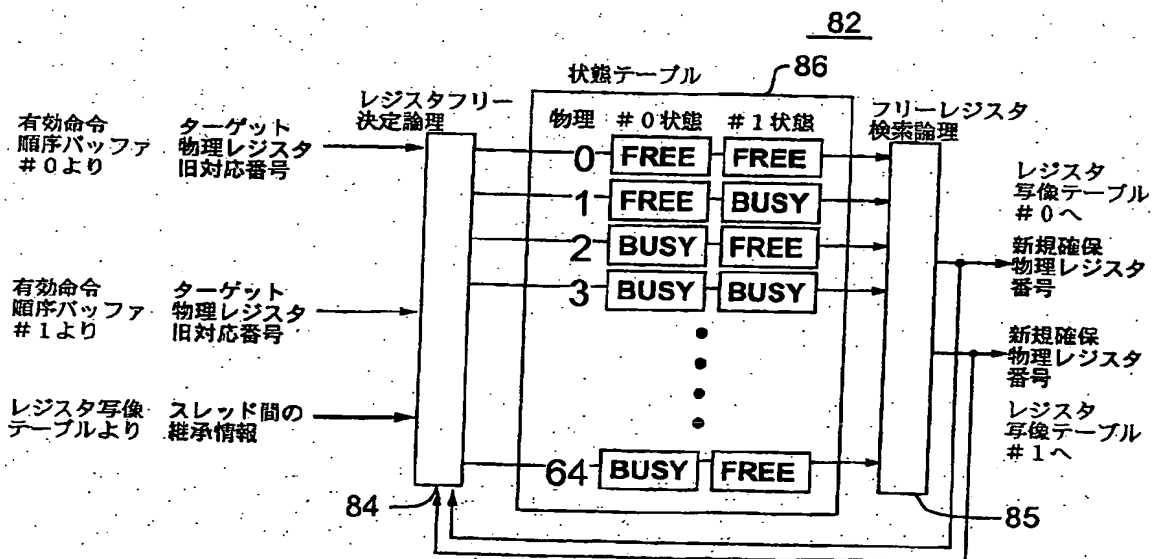 82
86
状態テーブル
レジスタフリー
決定論理
フリーレジスタ
検索論理
物理 #0状態 #1状態
有効命令
順序バッファ
#0より
ターゲット
物理レジスタ
旧対応番号
0 FREE FREE
1 FREE BUSY
2 BUSY FREE
3 BUSY BUSY
64 BUSY FREE
有効命令
順序バッファ
#1より
ターゲット
物理レジスタ
旧対応番号
レジスタ写像
テーブルより
スレッド間の
継承情報
レジスタ
写像テーブル
#0へ
新規確保
物理レジスタ
番号
新規確保
物理レジスタ
番号
レジスタ
写像テーブル
#1へ
84
85